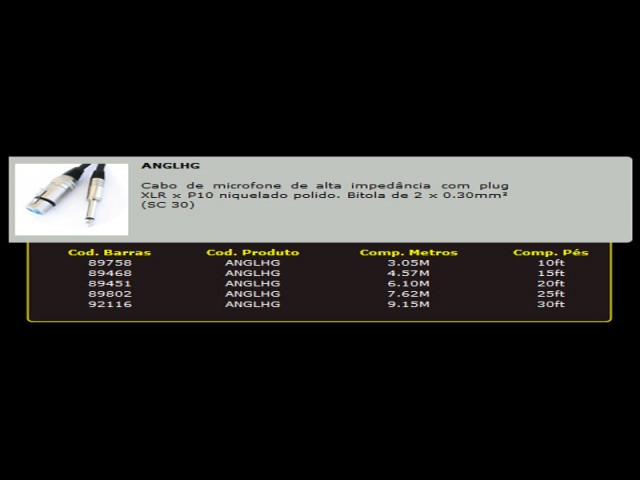 ANGLHG
Cabo de microfone de alta impedância com plug
XLR x P10 niquelado polido. Bitola de 2 x 0.30mm²
(SC 30)
Cod. Barras Cod. Produto Comp. Metros Comp. Pés
89758 ANGLHG 3.05M 10ft
89468 ANGLHG 4.57M 15ft
89451 ANGLHG 6.10M 20ft
89802 ANGLHG 7.62M 25ft
92116 ANGLHG 9.15M 30ft